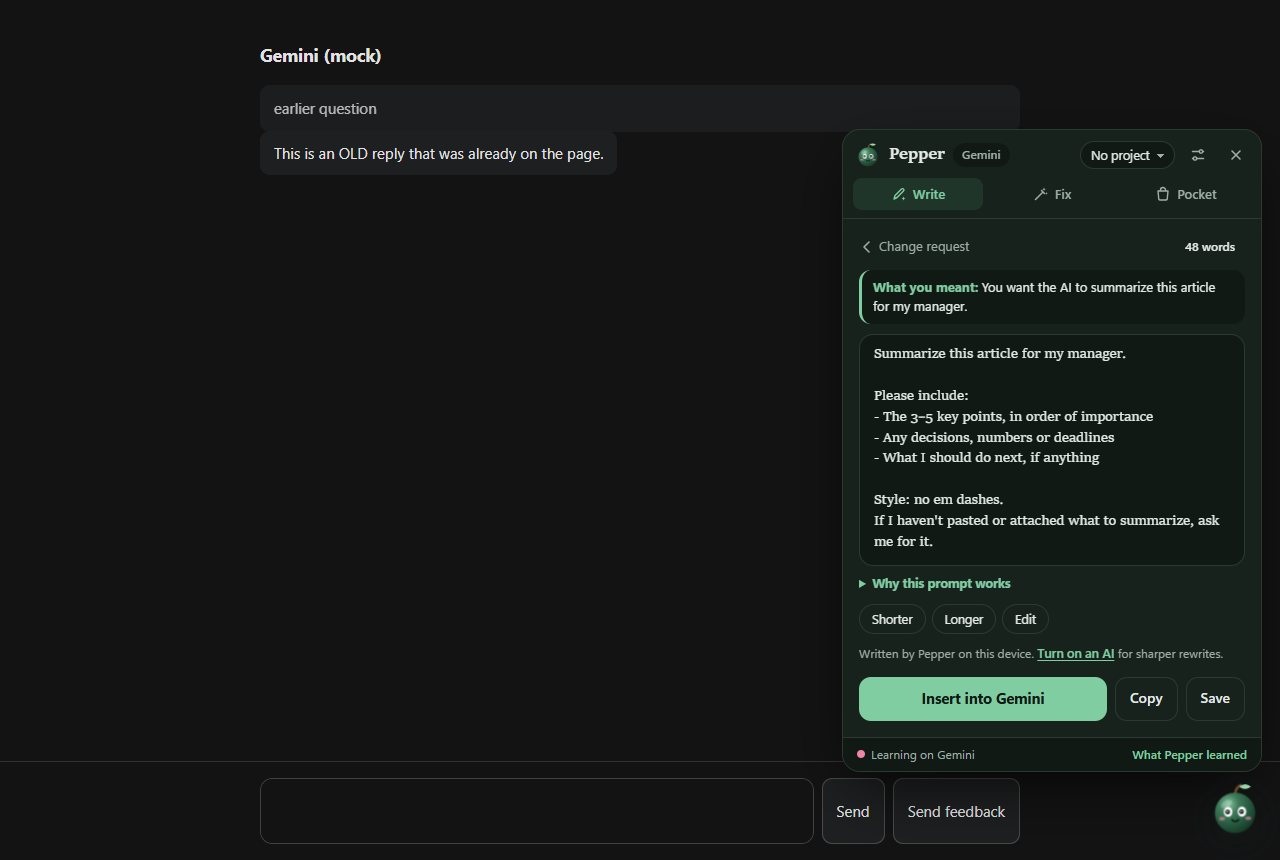 Gemini (mock)
earlier question
This is an OLD reply that was already on the page.
Pepper
Gemini
No project
Write
Fix
Pocket
Change request
48 words
What you meant: You want the AI to summarize this article
for my manager.
Summarize this article for my manager.
Please include:
- The 3–5 key points, in order of importance
- Any decisions, numbers or deadlines
- What I should do next, if anything
Style: no em dashes.
If I haven't pasted or attached what to summarize, ask
me for it.
Why this prompt works
Shorter
Longer
Edit
Written by Pepper on this device. Turn on an AI for sharper rewrites.
Insert into Gemini
Copy
Save
Learning on Gemini
What Pepper learned
Send
Send feedback